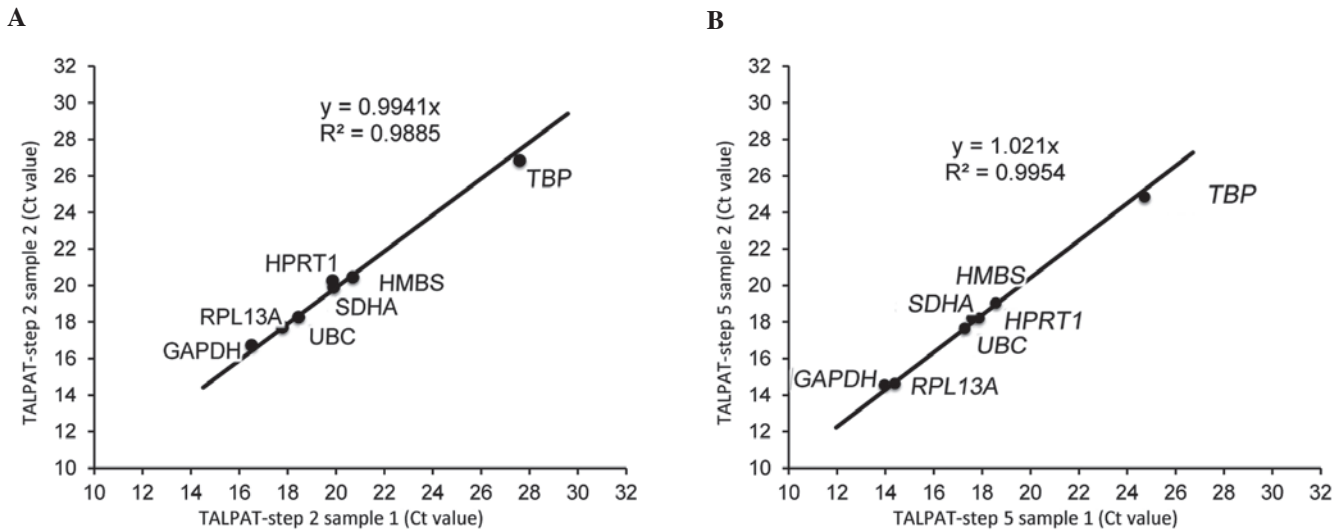 A
32
30
28
26
24
22
20
18
16
14
12
10
TALPAT-step 2 sample 2 (Ct value)
y = 0.9941x
R² = 0.9885
TBP
HPRT1
HMBS
SDHA
RPL13A
UBC
GAPDH
10 12 14 16 18 20 22 24 26 28 30 32
TALPAT-step 2 sample 1 (Ct value)
B
32
30
28
26
24
22
20
18
16
14
12
10
TALPAT-step 5 sample 2 (Ct value)
y = 1.021x
R² = 0.9954
TBP
HMBS
SDHA
HPRT1
UBC
GAPDH
RPL13A
10 12 14 16 18 20 22 24 26 28 30 32
TALPAT-step 5 sample 1 (Ct value)